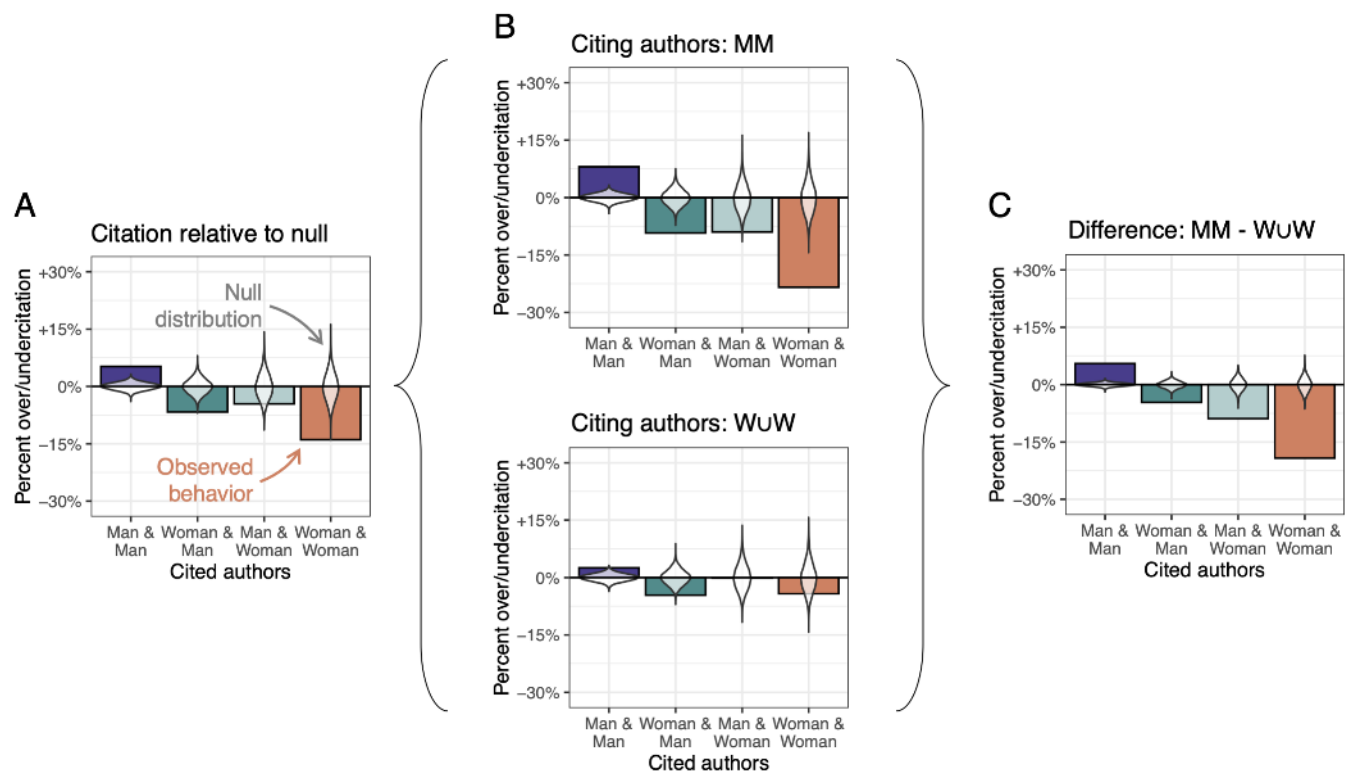 A
Citation relative to null
Percent over/undercitation
+30%
+15%
0%
−15%
−30%
Null
distribution
Observed
behavior
Man &
Man
Woman &
Man
Man &
Woman
Woman &
Woman
Cited authors
B
Citing authors: MM
Percent over/undercitation
+30%
+15%
0%
−15%
−30%
Man &
Man
Woman &
Man
Man &
Woman
Woman &
Woman
Citing authors: W∪W
Percent over/undercitation
+30%
+15%
0%
−15%
−30%
Man &
Man
Woman &
Man
Man &
Woman
Woman &
Woman
Cited authors
C
Difference: MM - W∪W
Percent over/undercitation
+30%
+15%
0%
−15%
−30%
Man &
Man
Woman &
Man
Man &
Woman
Woman &
Woman
Cited authors